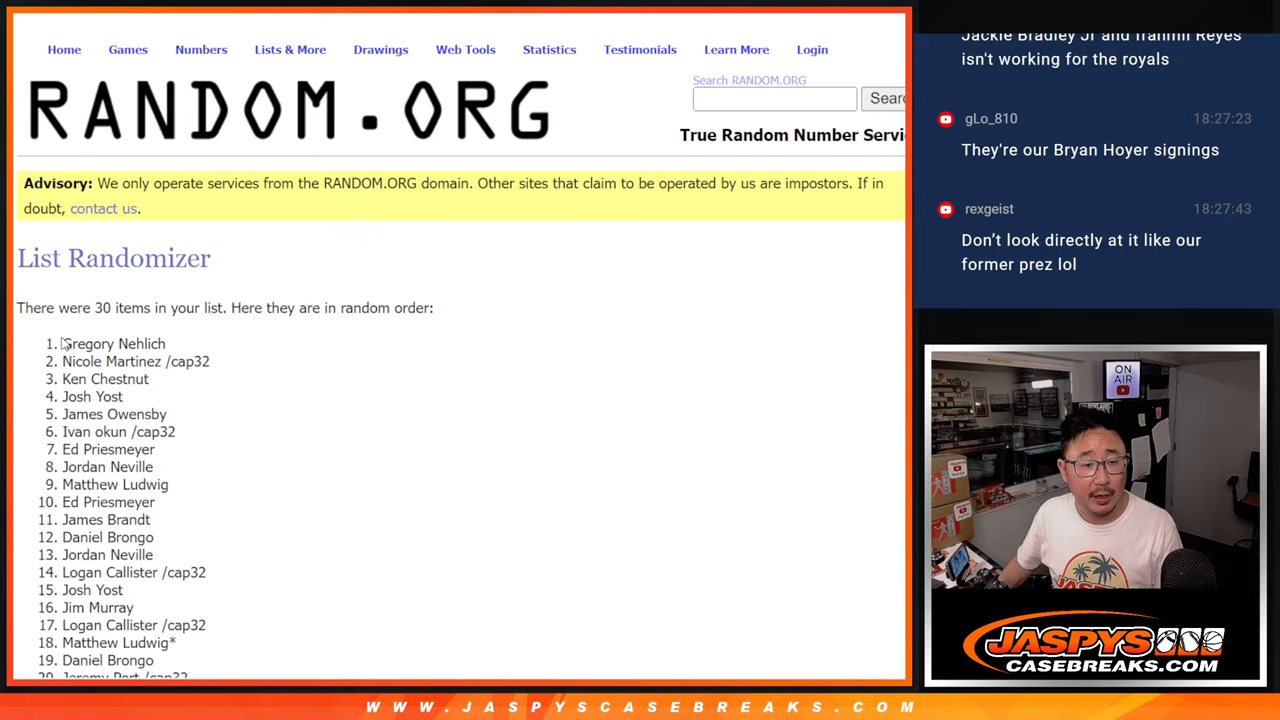 Home Games Numbers Lists & More Drawings Web Tools Statistics Testimonials Learn More Login
RANDOM.ORG
Search RANDOM.ORG
Searc
True Random Number Servi
Advisory: We only operate services from the RANDOM.ORG domain. Other sites that claim to be operated by us are impostors. If in
doubt, contact us.
List Randomizer
There were 30 items in your list. Here they are in random order:
1. Gregory Nehlich
2. Nicole Martinez /cap32
3. Ken Chestnut
4. Josh Yost
5. James Owensby
6. Ivan okun /cap32
7. Ed Priesmeyer
8. Jordan Neville
9. Matthew Ludwig
10. Ed Priesmeyer
11. James Brandt
12. Daniel Brongo
13. Jordan Neville
14. Logan Callister /cap32
15. Josh Yost
16. Jim Murray
17. Logan Callister /cap32
18. Matthew Ludwig*
19. Daniel Brongo
20. Jeremy Port /cap32
Jackie Bradley Jr and franmil Reyes
isn't working for the royals
gLo_810 18:27:23
They're our Bryan Hoyer signings
rexgeist 18:27:43
Don't look directly at it like our
former prez lol
ON
AIR
JASPYS
CASEBREAKS.COM
WWW.JASPYSCASEBREAKS.COM